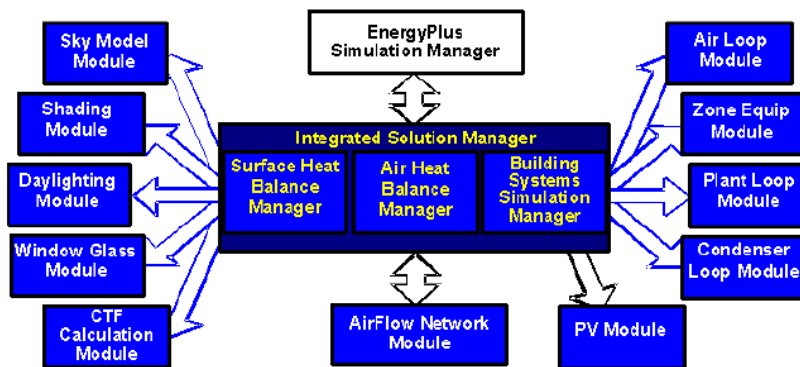 EnergyPlus
Simulation Manager
Sky Model
Module
Shading
Module
Daylighting
Module
Window Glass
Module
CTF
Calculation
Module
Integrated Solution Manager
Surface Heat
Balance
Manager
Air Heat
Balance
Manager
Building
Systems
Simulation
Manager
AirFlow Network
Module
PV Module
Air Loop
Module
Zone Equip
Module
Plant Loop
Module
Condenser
Loop Module